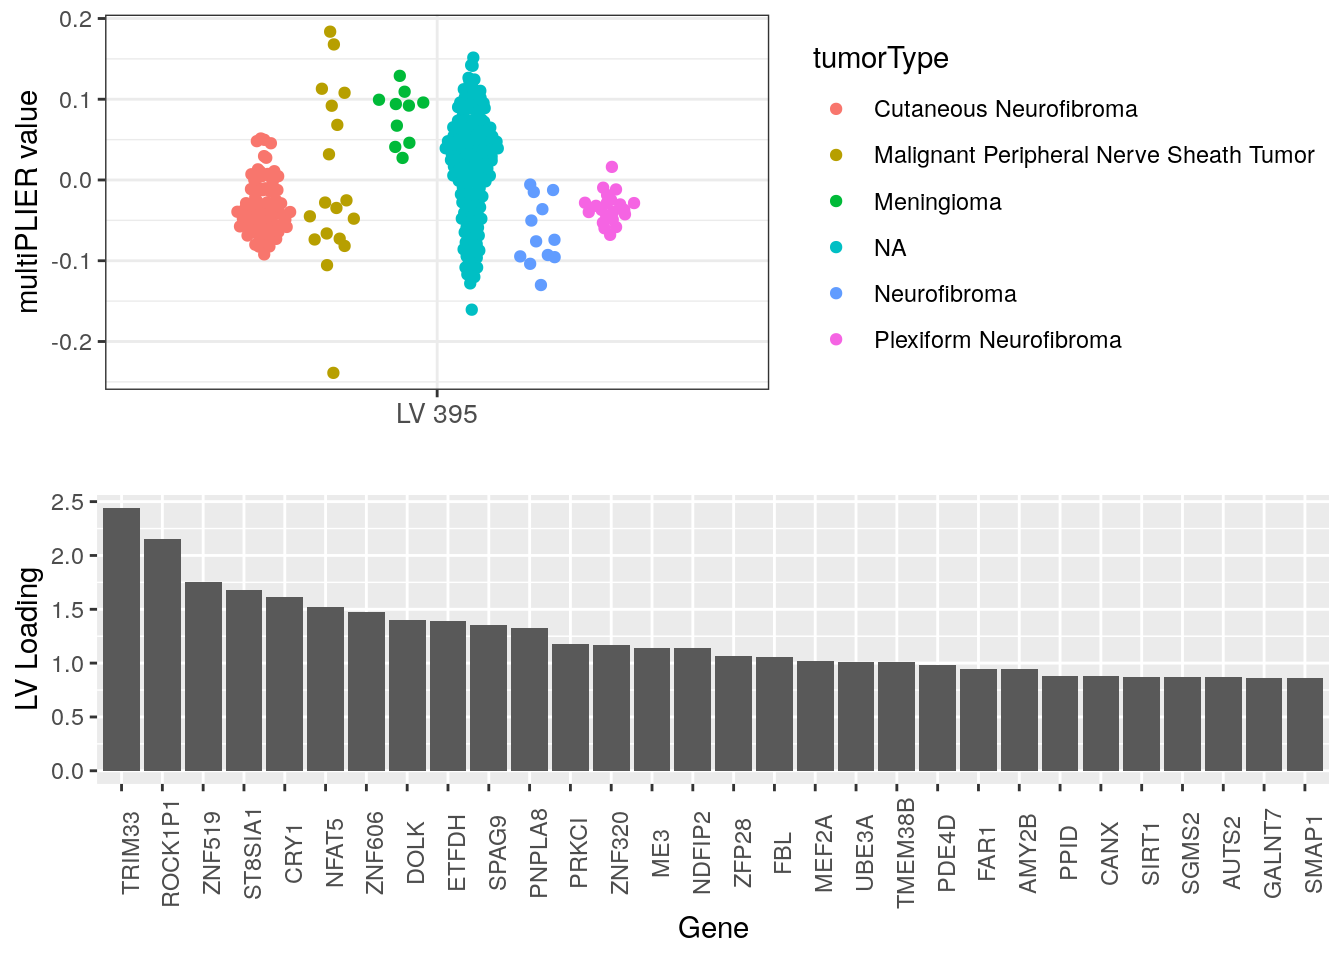 multiPLIER value
0.2
0.1
0.0
-0.1
-0.2
LV 395
tumorType
Cutaneous Neurofibroma
Malignant Peripheral Nerve Sheath Tumor
Meningioma
NA
Neurofibroma
Plexiform Neurofibroma
LV Loading
2.5
2.0
1.5
1.0
0.5
0.0
TRIM33
ROCK1P1
ZNF519
ST8SIA1
CRY1
NFAT5
ZNF606
DOLK
ETFDH
SPAG9
PNPLA8
PRKCI
ZNF320
ME3
NDFIP2
ZFP28
FBL
MEF2A
UBE3A
TMEM38B
PDE4D
FAR1
AMY2B
PPID
CANX
SIRT1
SGMS2
AUTS2
GALNT7
SMAP1
Gene